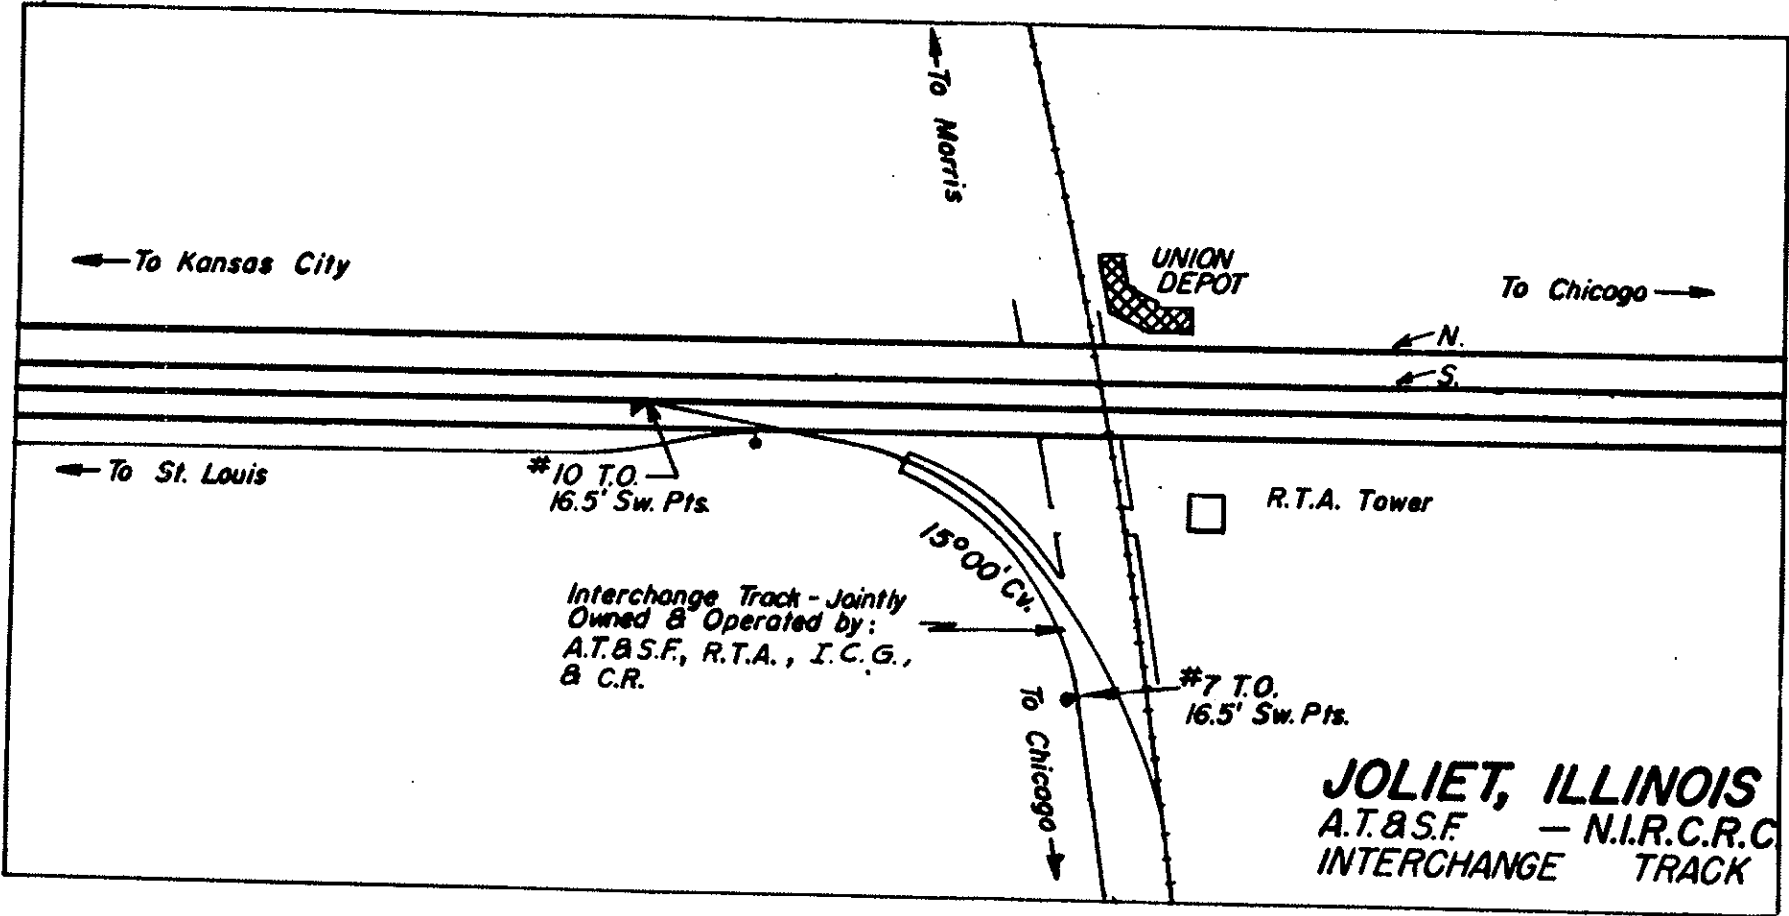 To Morris
To Kansas City
UNION
DEPOT
To Chicago
N.
S.
To St. Louis
#10 T.O.
16.5' Sw. Pts.
R.T.A. Tower
15°00' Cv.
Interchange Track - Jointly
Owned & Operated by:
A.T.&S.F., R.T.A., I.C.G.,
& C.R.
To Chicago
#7 T.O.
16.5' Sw. Pts.
JOLIET, ILLINOIS
A.T.&S.F. — N.I.R.C.R.C.
INTERCHANGE TRACK